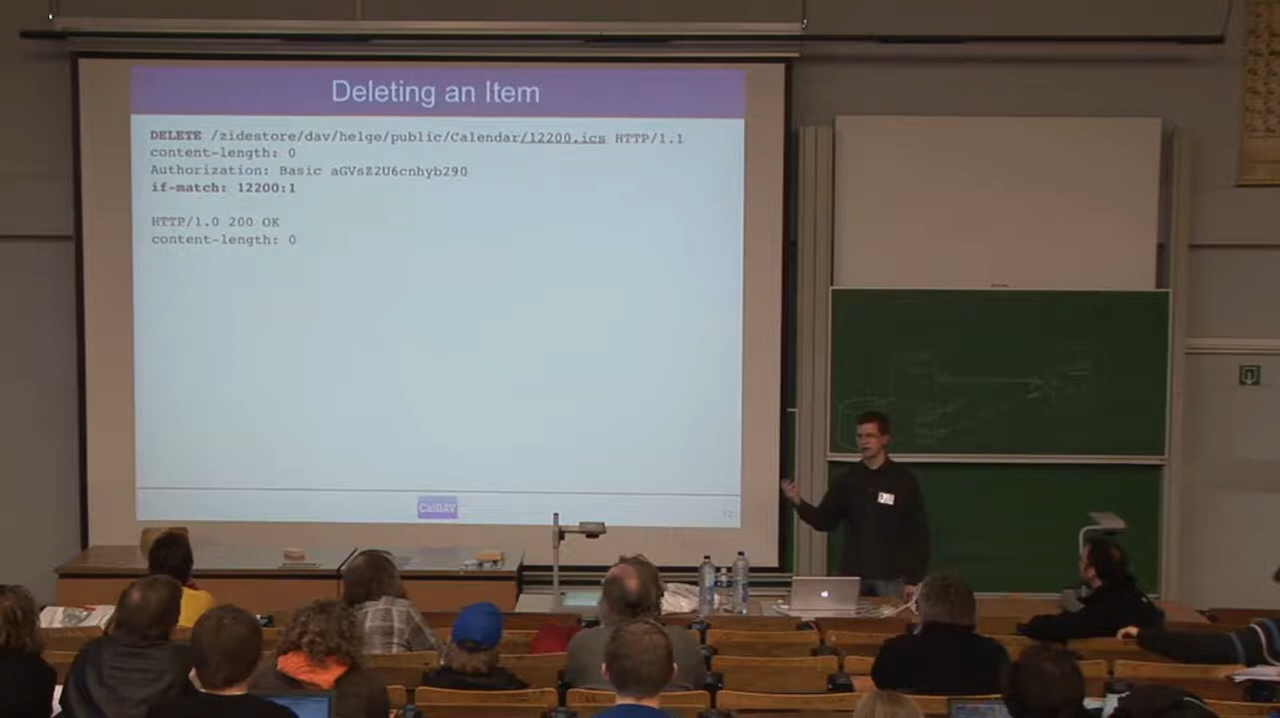 Deleting an Item
DELETE /zidestore/dav/helge/public/Calendar/12200.ics HTTP/1.1
content-length: 0
Authorization: Basic aGVsZ2U6cnhyb290
if-match: 12200:1
HTTP/1.0 200 OK
content-length: 0
CalDAV
12